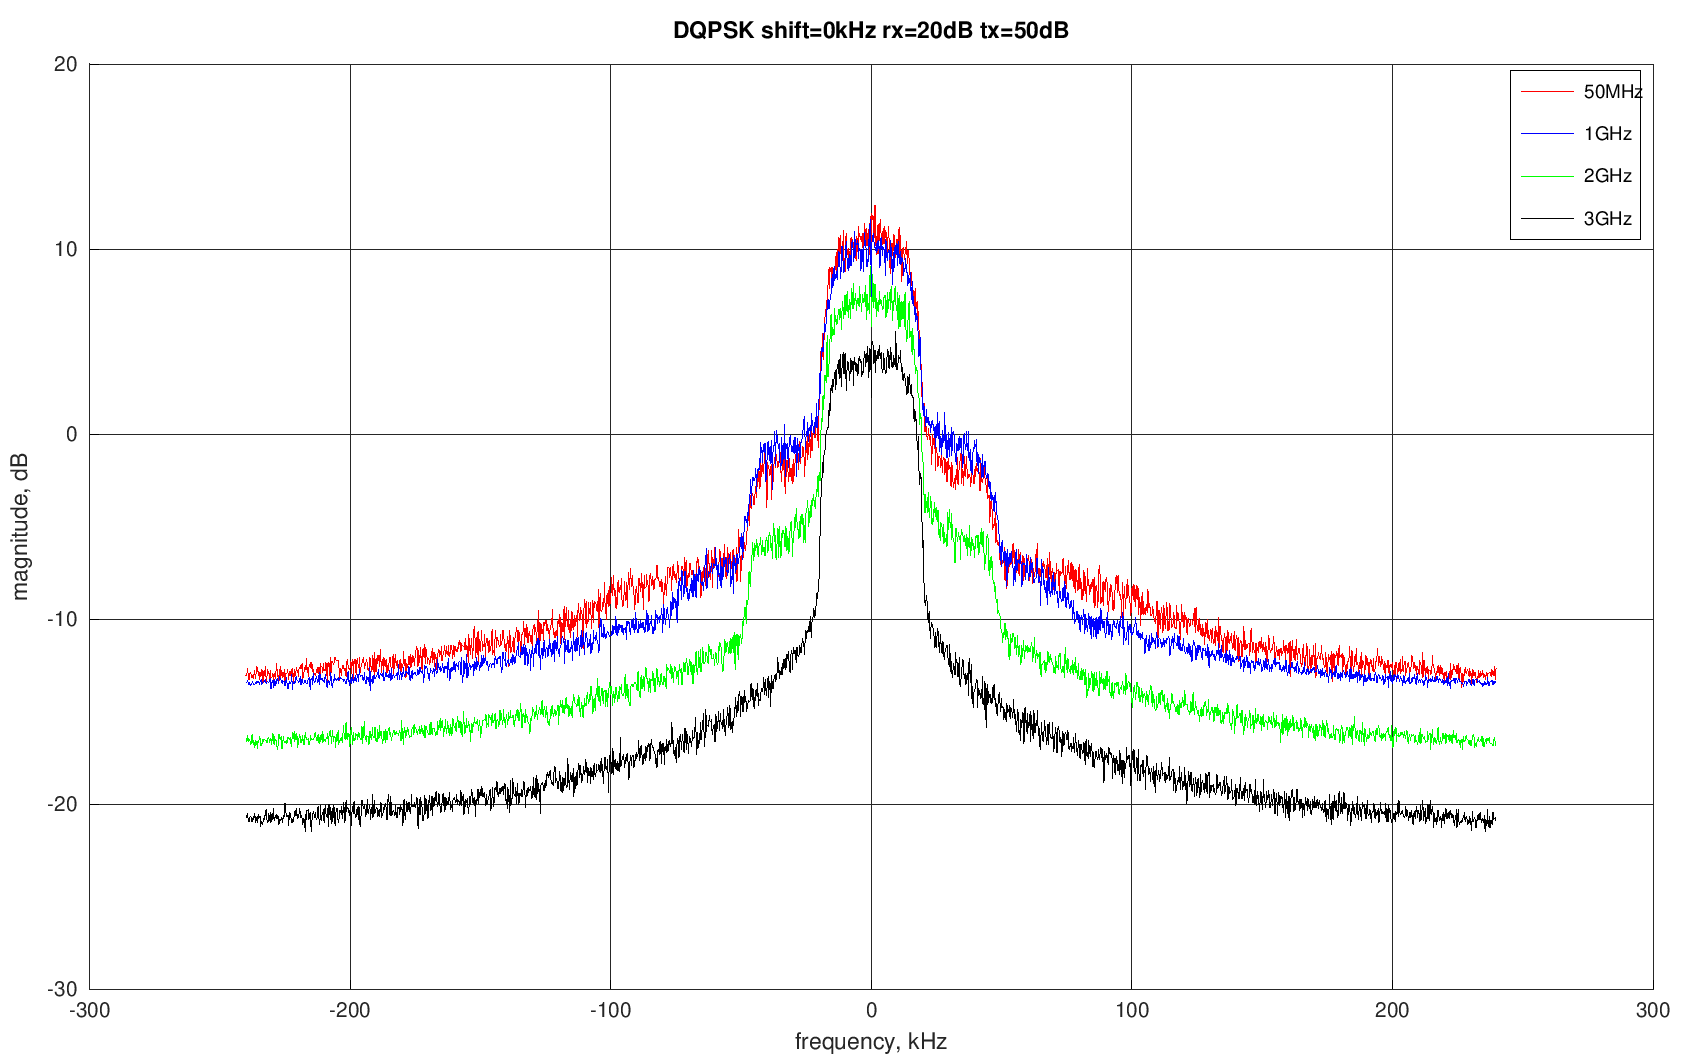 DQPSK shift=0kHz rx=20dB tx=50dB
20
10
0
-10
-20
-30
magnitude, dB
50MHz
1GHz
2GHz
3GHz
-300 -200 -100 0 100 200 300
frequency, kHz